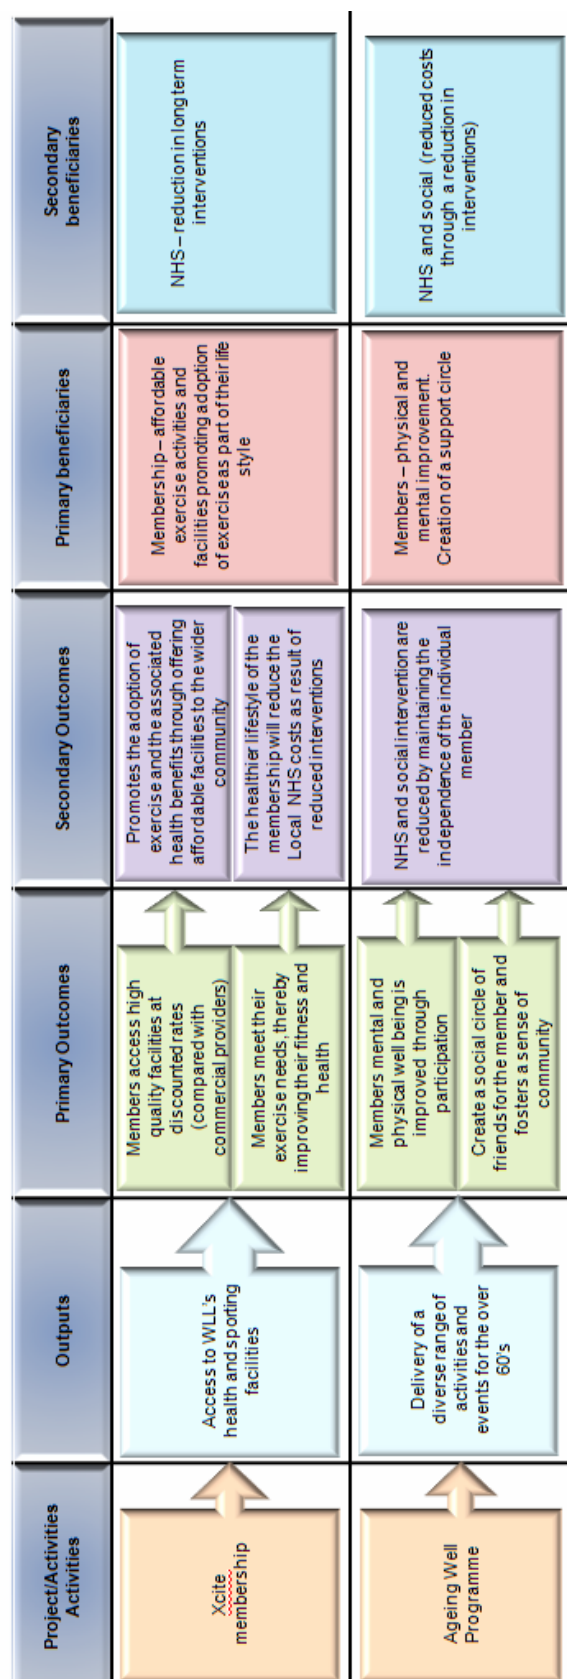 Project/Activities
Activities
Outputs
Primary Outcomes
Secondary Outcomes
Primary beneficiaries
Secondary
beneficiaries
Xcite
membership
Access to WLL's
health and sporting
facilities
Members access high
quality facilities at
discounted rates
(compared with
commercial providers)
Members meet their
exercise needs, thereby
improving their fitness and
health
Promotes the adoption of
exercise and the associated
health benefits through offering
affordable facilities to the wider
community
The healthier lifestyle of the
membership will reduce the
Local NHS costs as result of
reduced interventions
Membership – affordable
exercise activities and
facilities promoting adoption
of exercise as part of their life
style
NHS – reduction in long term
interventions
Ageing Well
Programme
Delivery of a
diverse range of
activities and
events for the over
60's
Members mental and
physical well being is
improved through
participation
Create a social circle of
friends for the member and
fosters a sense of
community
NHS and social intervention are
reduced by maintaining the
independence of the individual
member
Members – physical and
mental improvement.
Creation of a support circle
NHS and social (reduced costs
through a reduction in
interventions)